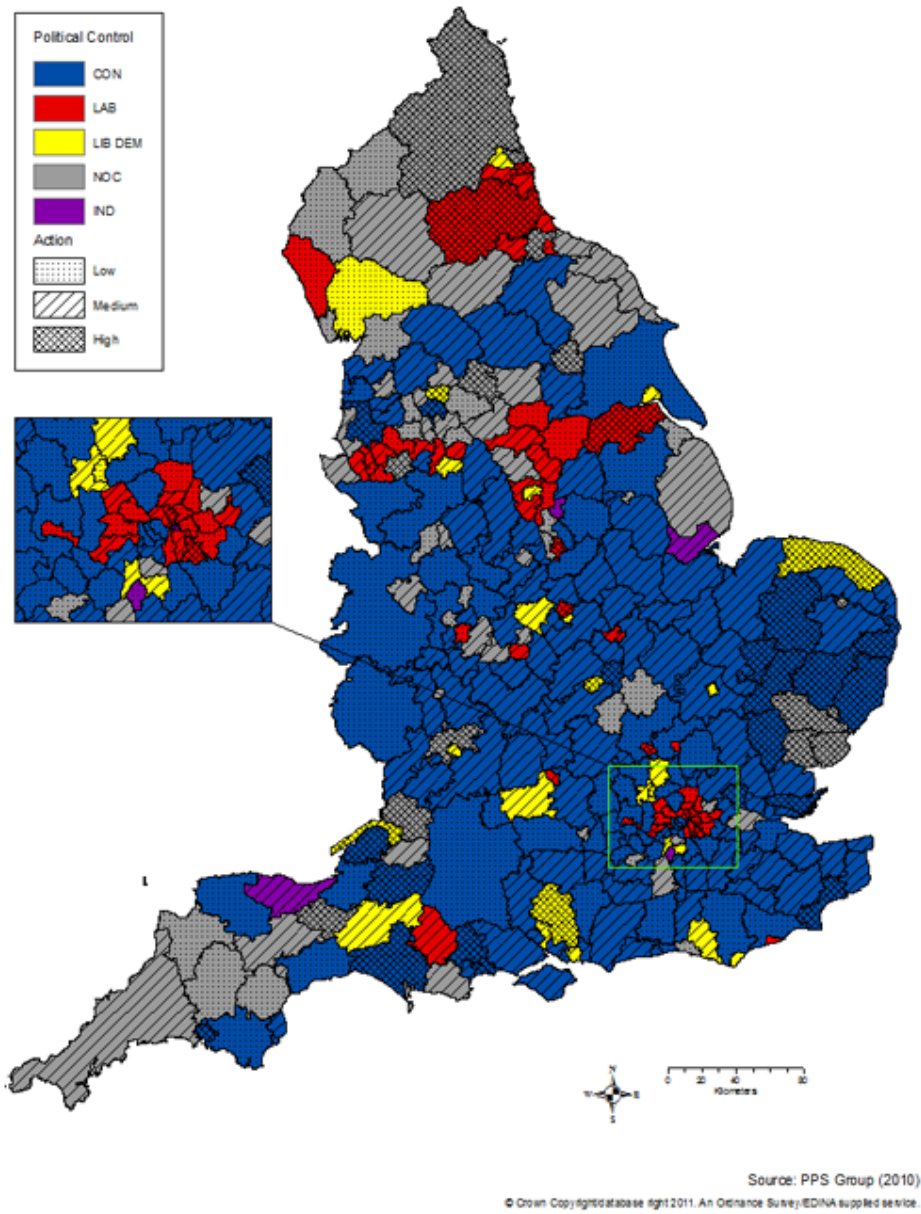 Political Control
CON
LAB
LIB DEM
NOC
IND
Action
Low
Medium
High
N
W E
S
0 20 40 80
Kilometers
Source: PPS Group (2010)
© Crown Copyright/database right 2011. An Ordnance Survey/EDINA supplied service.